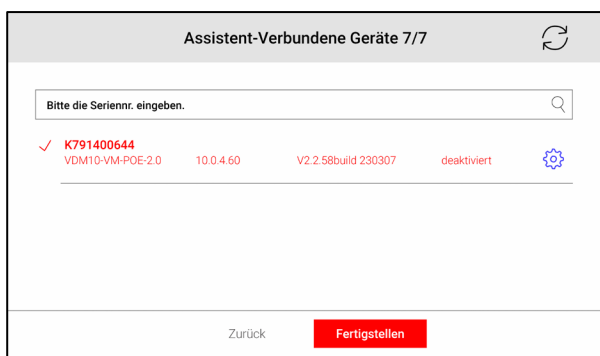 Assistent-Verbundene Geräte 7/7
Bitte die Seriennr. eingeben.
K791400644
VDM10-VM-POE-2.0 10.0.4.60 V2.2.58build 230307 deaktiviert
Zurück Fertigstellen